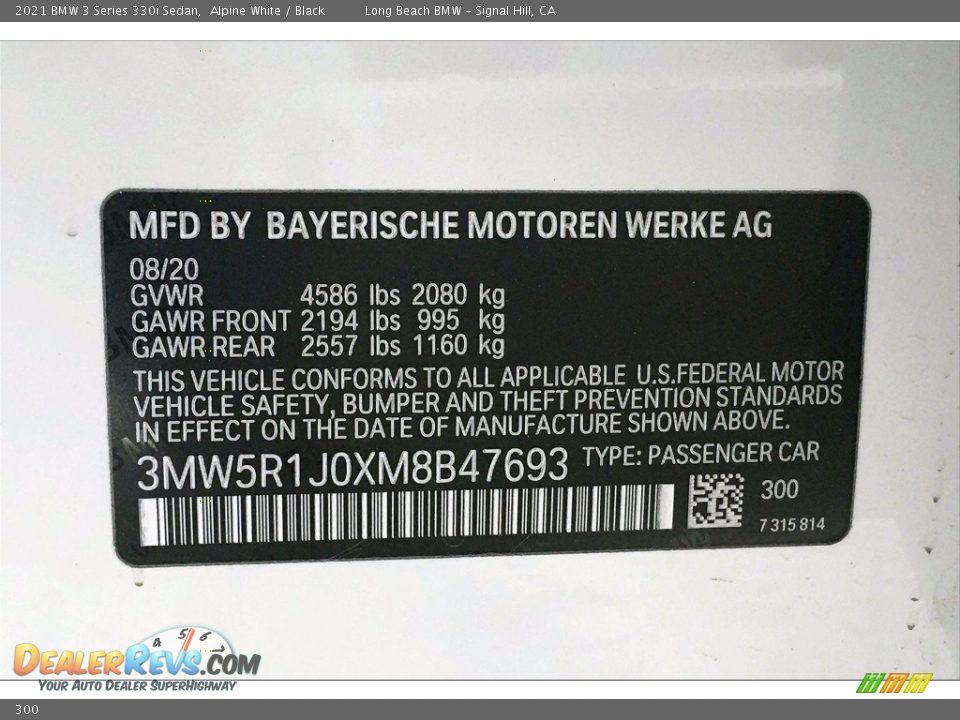 2021 BMW 3 Series 330i Sedan, Alpine White / Black Long Beach BMW – Signal Hill, CA
MFD BY BAYERISCHE MOTOREN WERKE AG
08/20
GVWR 4586 lbs 2080 kg
GAWR FRONT 2194 lbs 995 kg
GAWR REAR 2557 lbs 1160 kg
THIS VEHICLE CONFORMS TO ALL APPLICABLE U.S.FEDERAL MOTOR
VEHICLE SAFETY, BUMPER AND THEFT PREVENTION STANDARDS
IN EFFECT ON THE DATE OF MANUFACTURE SHOWN ABOVE.
3MW5R1J0XM8B47693 TYPE: PASSENGER CAR
300
7 315 814
4 5 6
DEALERREVS.COM
YOUR AUTO DEALER SUPERHIGHWAY
300